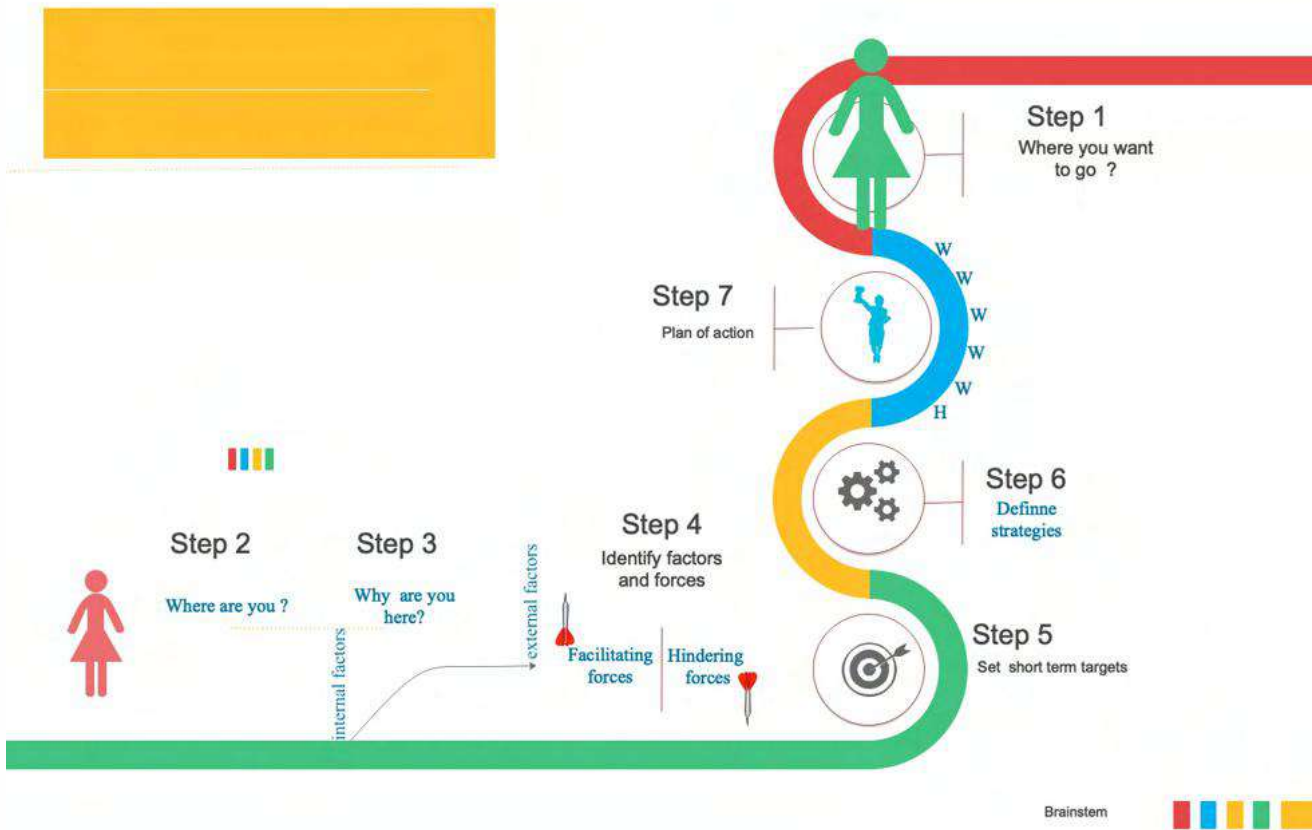 Step 1
Where you want
to go ?
W
W
W
W
W
H
Step 7
Plan of action
Step 6
Definne
strategies
Step 4
Identify factors
and forces
Step 2
Where are you ?
Step 3
Why are you
here?
internal factors
external factors
Facilitating
forces
Hindering
forces
Step 5
Set short term targets
Brainstem